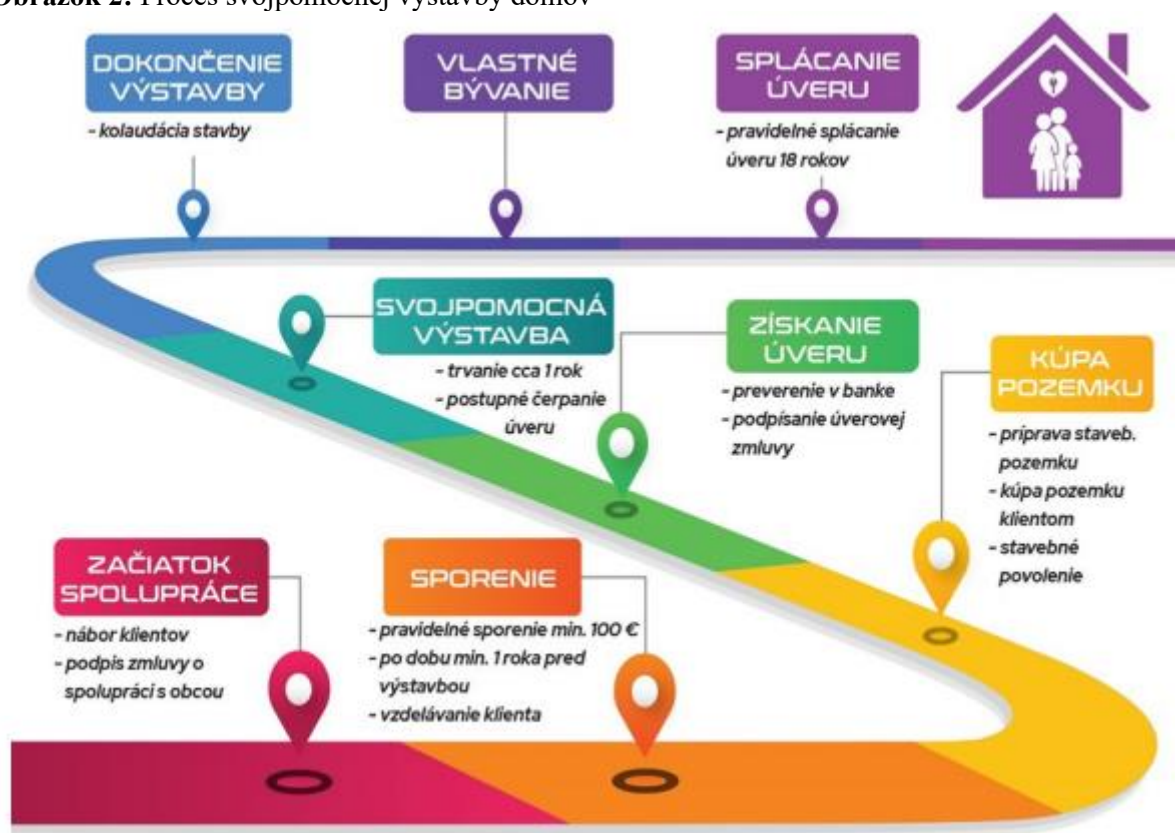 Obrázok 2: Proces svojpomocnej výstavby domov
DOKONČENIE
VÝSTAVBY
- kolaudácia stavby
VLASTNÉ
BÝVANIE
SPLÁCANIE
ÚVERU
- pravidelné splácanie
úveru 18 rokov
SVOJPOMOCNÁ
VÝSTAVBA
- trvanie cca 1 rok
- postupné čerpanie
úveru
ZÍSKANIE
ÚVERU
- preverenie v banke
- podpísanie úverovej
zmluvy
KÚPA
POZEMKU
- príprava staveb.
pozemku
- kúpa pozemku
klientom
- stavebné
povolenie
ZAČIATOK
SPOLUPRÁCE
- nábor klientov
- podpis zmluvy o
spolupráci s obcou
SPORENIE
- pravidelné sporenie min. 100 €
- po dobu min. 1 roka pred
výstavbou
- vzdelávanie klienta